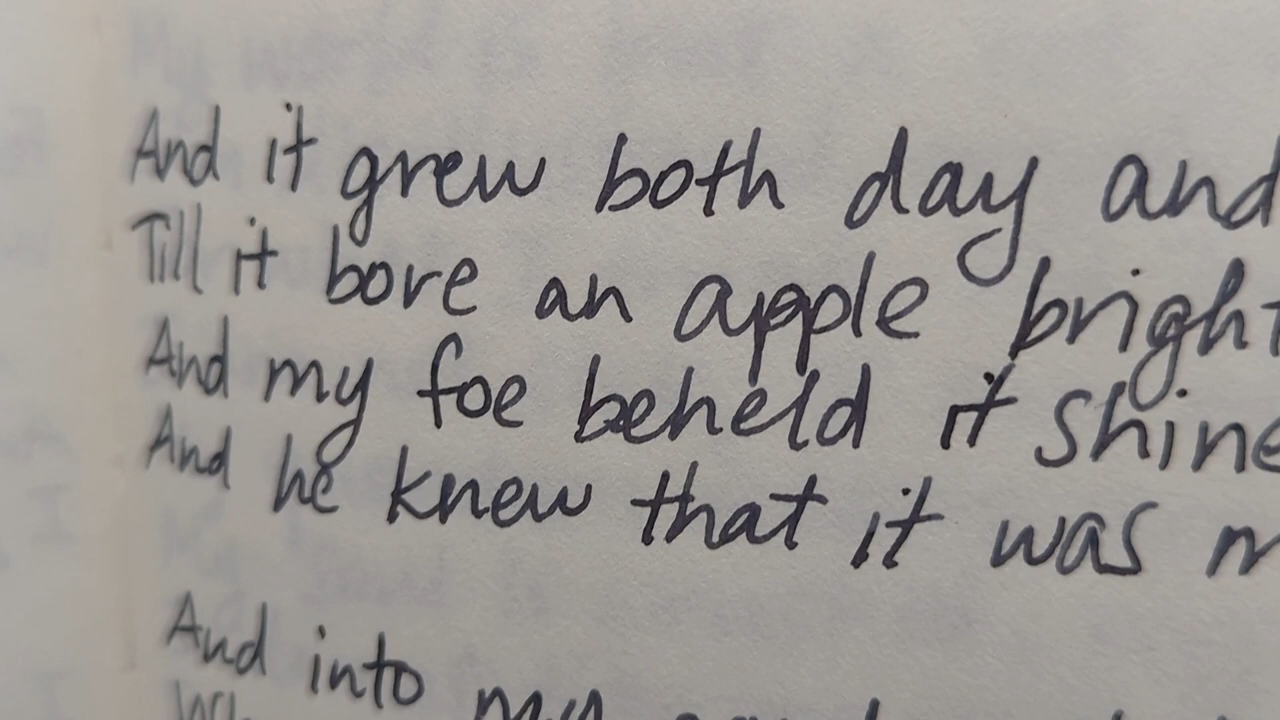 And it grew both day and
Till it bore an apple bright
And my foe beheld it shine
And he knew that it was
And into my